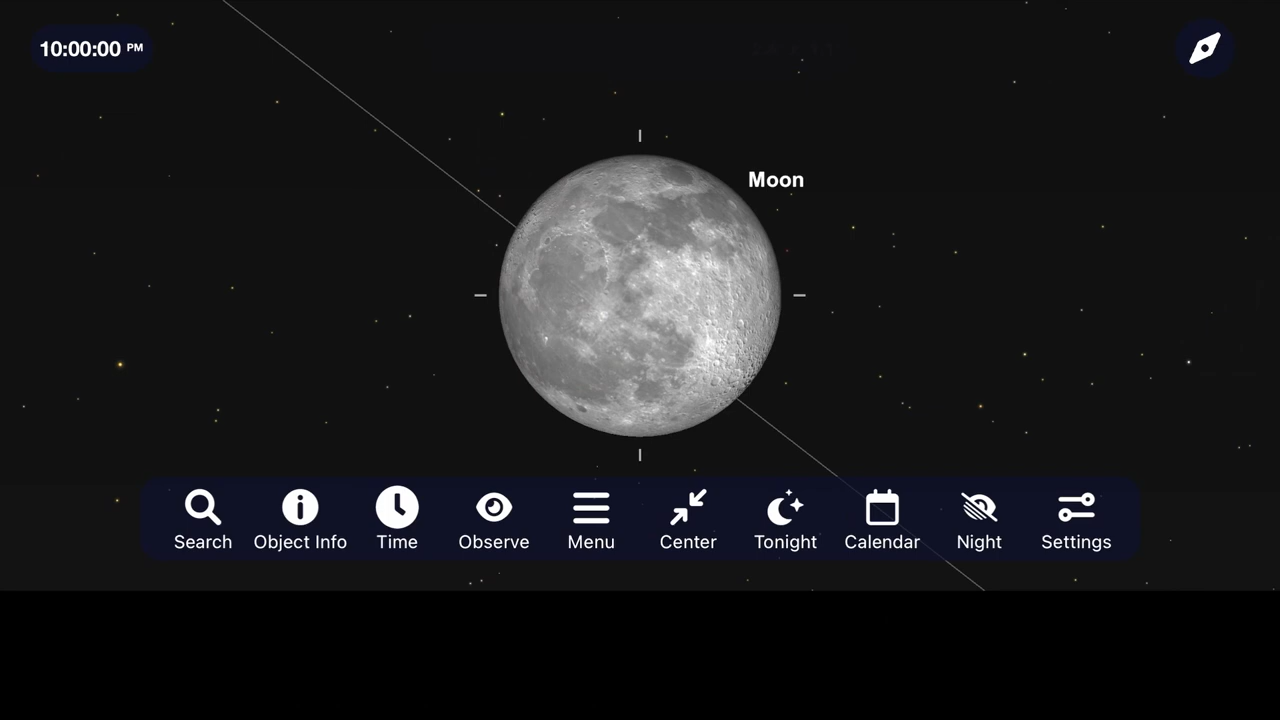 10:00:00 PM
Moon
Search
Object Info
Time
Observe
Menu
Center
Tonight
Calendar
Night
Settings